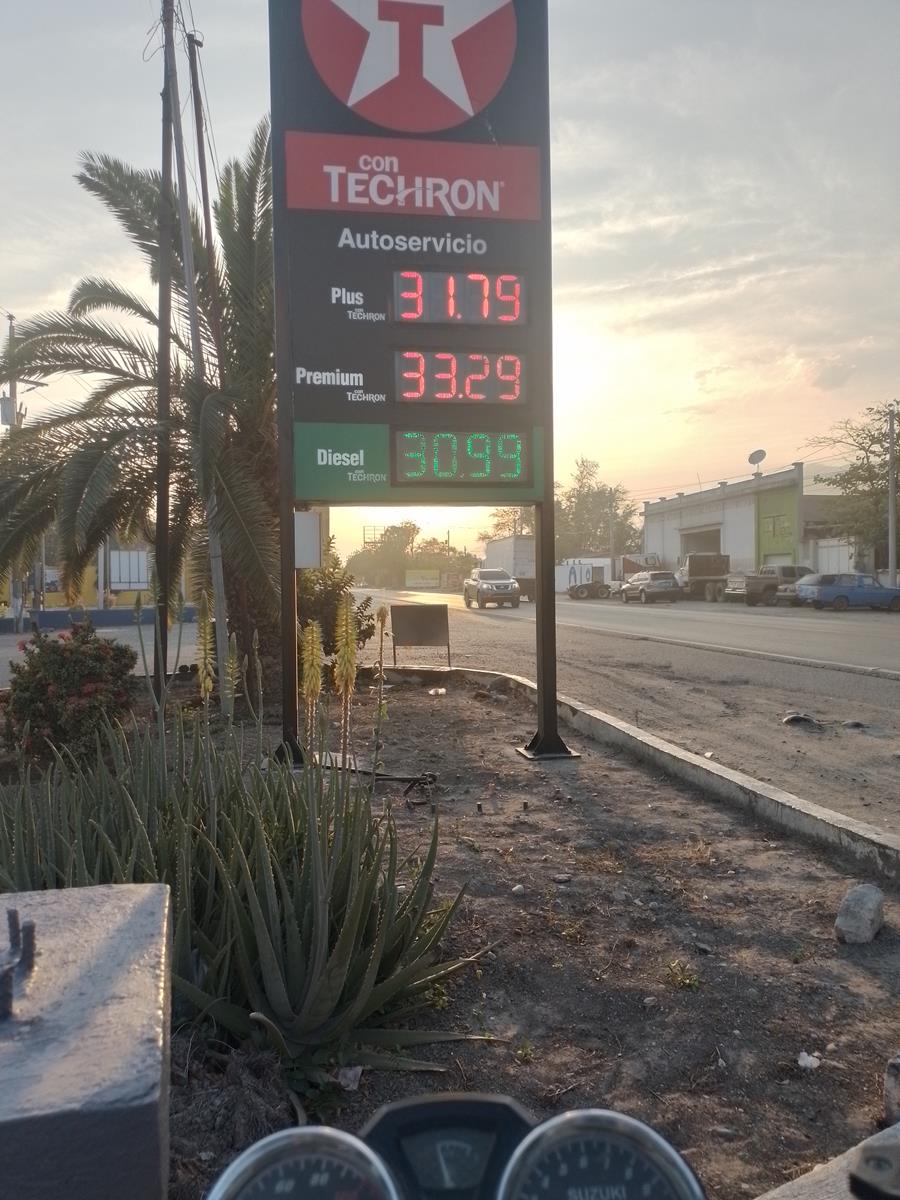 T
con
TECHRON
Autoservicio
Plus
con
TECHRON
31.79
Premium
con
TECHRON
33.29
Diesel
con
TECHRON
30.99
SUZUKI